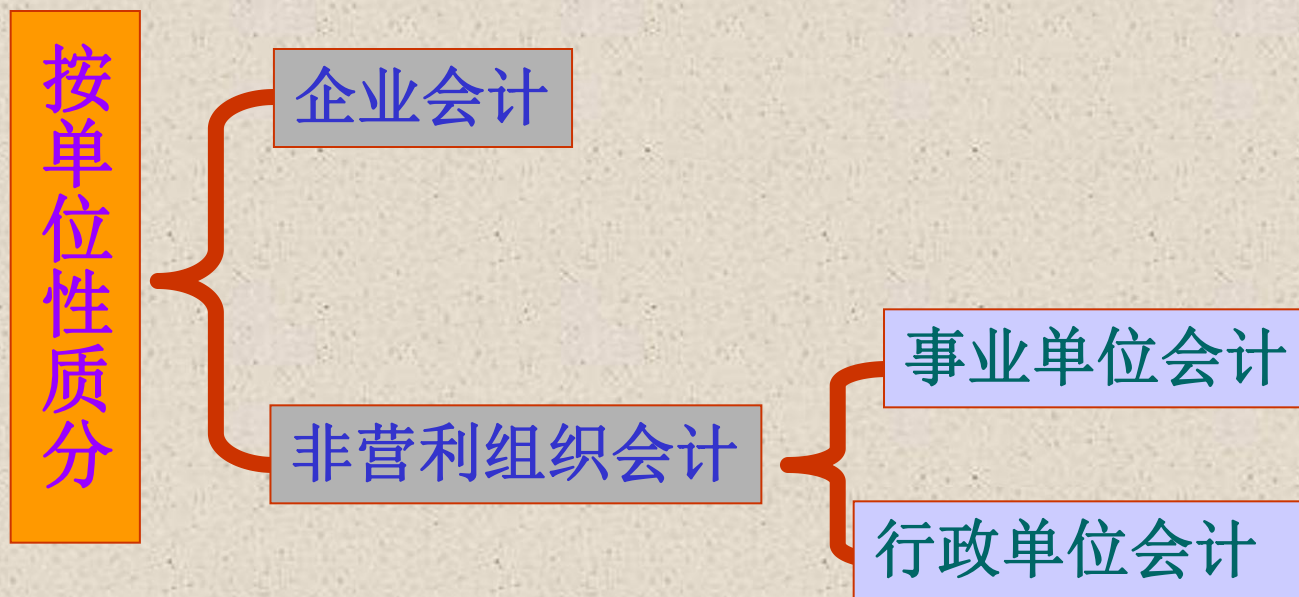 按单位性质分
企业会计
非营利组织会计
事业单位会计
行政单位会计